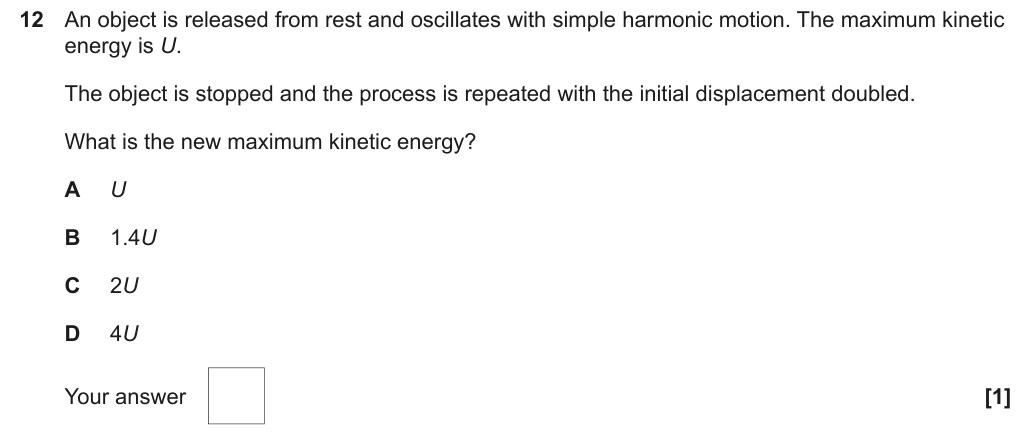 12 An object is released from rest and oscillates with simple harmonic motion. The maximum kinetic
energy is U.
The object is stopped and the process is repeated with the initial displacement doubled.
What is the new maximum kinetic energy?
A U
B 1.4U
C 2U
D 4U
Your answer [1]